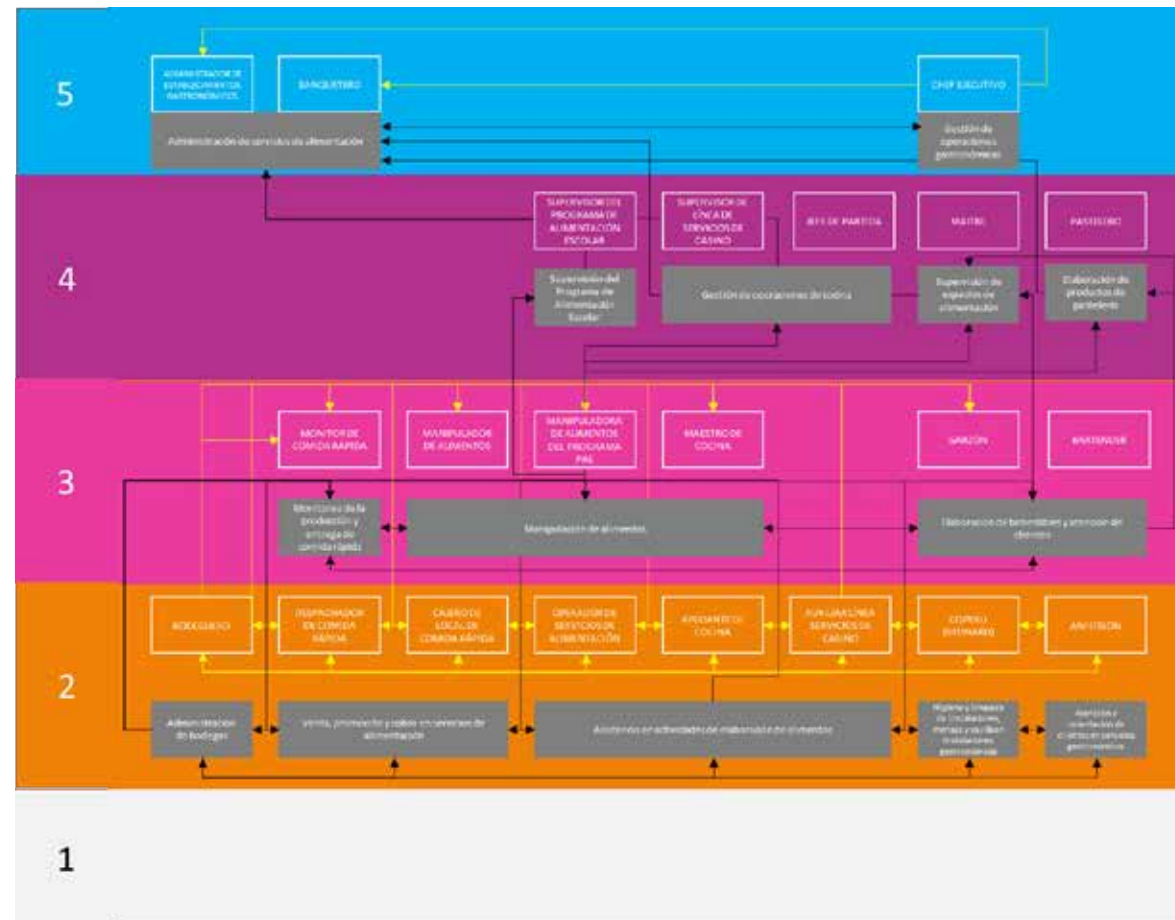 5
ADMINISTRADOR DE
ESTABLECIMIENTOS
GASTRONÓMICOS
BANQUETERO
CHEF EJECUTIVO
Administración de servicios de alimentación
Gestión de
operaciones
gastronómicas
4
SUPERVISOR DEL
PROGRAMA DE
ALIMENTACIÓN
ESCOLAR
SUPERVISOR DE
LÍNEA DE
SERVICIOS DE
CASINO
JEFE DE PARTIDA
MAITRE
PASTELERO
Supervisión del
Programa de
Alimentación
Escolar
Gestión de operaciones de cocina
Supervisión de
espacios de
alimentación
Elaboración de
productos de
pastelería
3
MONITOR DE
COMIDA RÁPIDA
MANIPULADOR
DE ALIMENTOS
MANIPULADORA
DE ALIMENTOS
DEL PROGRAMA
PAE
MAESTRO DE
COCINA
GARZÓN
BARTENDER
Monitoreo de la
producción y
entrega de
comida rápida
Manipulación de alimentos
Elaboración de bebestibles y atención de
clientes
2
BODEGUERO
DESPACHADOR
DE COMIDA
RÁPIDA
CAJERO DE
LOCAL DE
COMIDA RÁPIDA
OPERADOR DE
SERVICIOS DE
ALIMENTACIÓN
AYUDANTE DE
COCINA
AUXILIAR LÍNEA
SERVICIOS DE
CASINO
COPERO
(STEWARD)
ANFITRIÓN
Administración
de bodegas
Venta, promoción y cobro en servicios de
alimentación
Asistencia en actividades de elaboración de alimentos
Higiene y limpieza
de instalaciones,
gastronómicas
Atención y
orientación de
clientes en servicios
gastronómicos
1